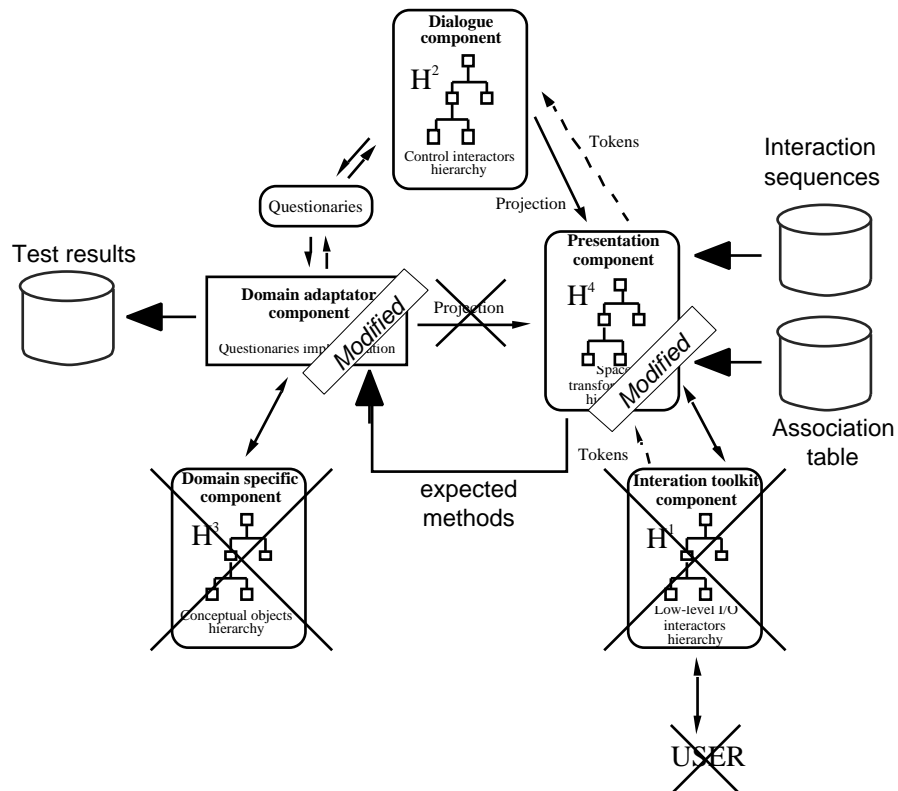 Dialogue
component
H2
Control interactors
hierarchy
Tokens
Projection
Interaction
sequences
Questionaries
Test results
Presentation
component
H4
Space
Modified
Domain adaptator
component
Questionaries
Modified
Projection
Association
table
Tokens
expected
methods
Domain specific
component
H3
Conceptual objects
hierarchy
Interation toolkit
component
H1
Low-level I/O
interactors
hierarchy
USER